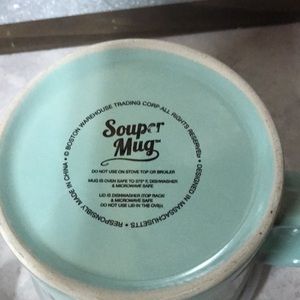 • © BOSTON WAREHOUSE TRADING CORP-ALL RIGHTS RESERVED •
DESIGNED IN MASSACHUSETTS • RESPONSIBLY MADE IN CHINA
Souper
Mug™
DO NOT USE ON STOVE TOP OR BROILER
MUG IS OVEN SAFE TO F, DISHWASHER
& MICROWAVE SAFE
LID IS DISHWASHER (TOP RACK)
& MICROWAVE SAFE
DO NOT USE LID IN THE OVEN